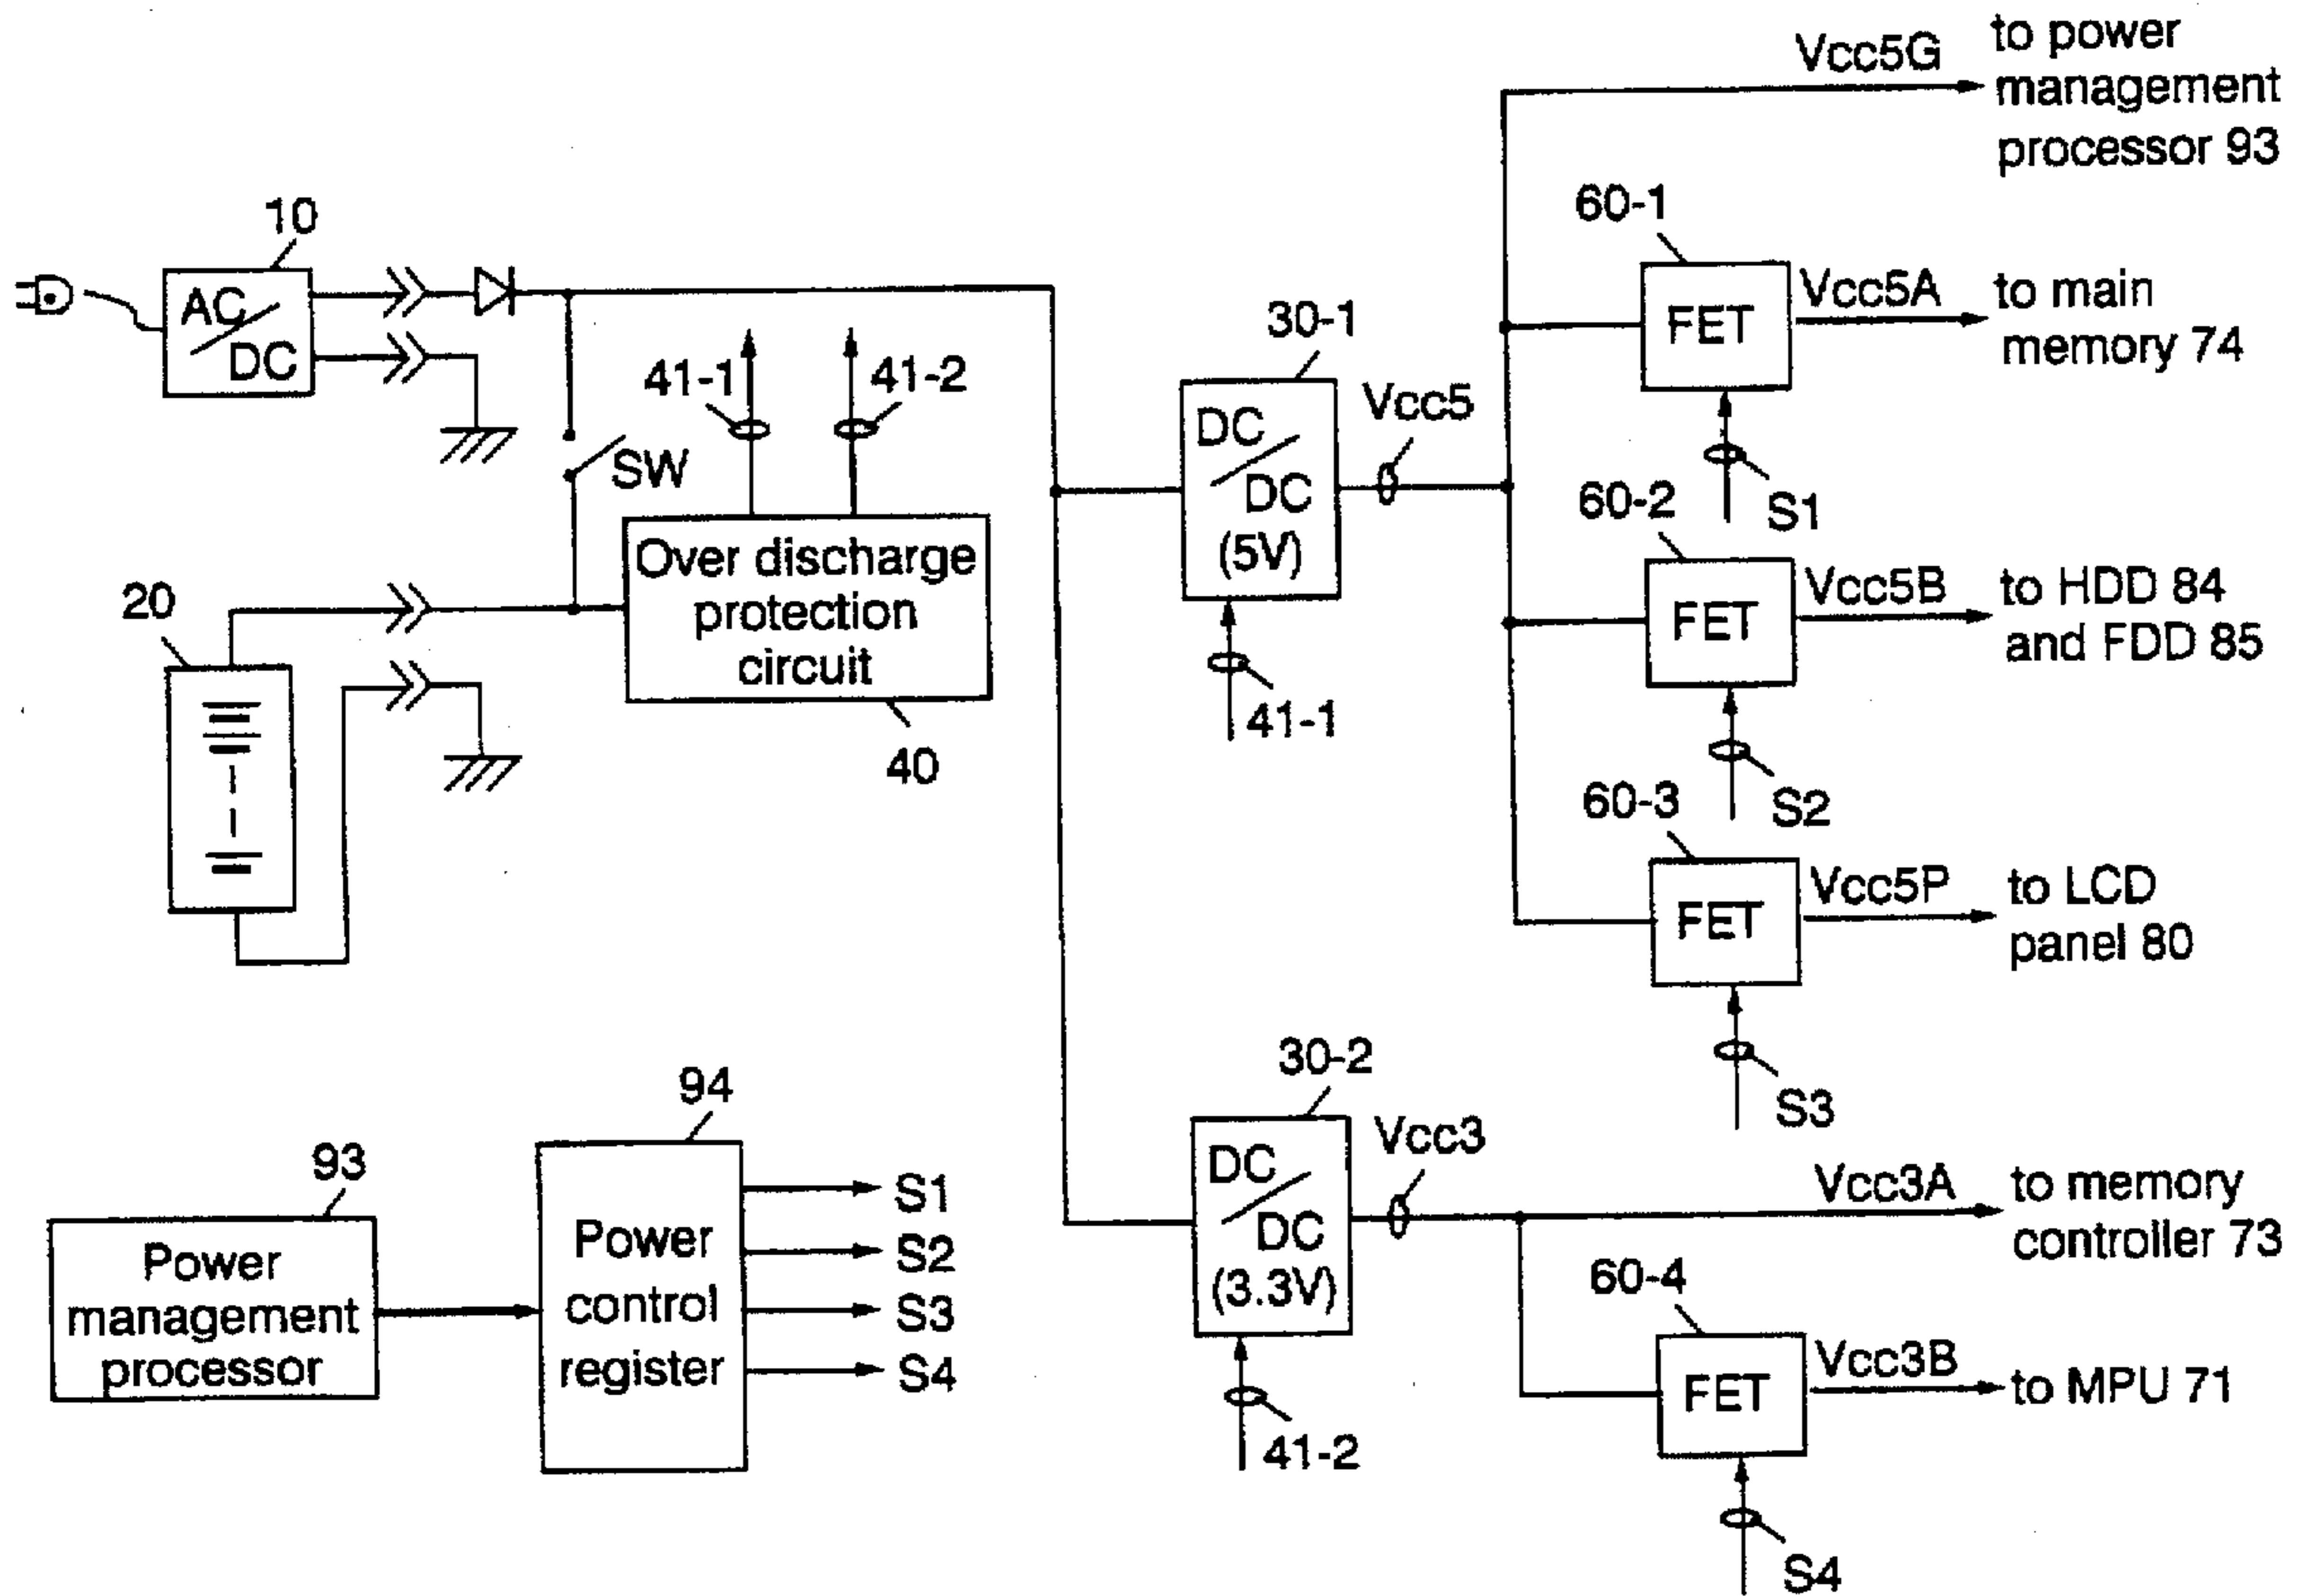 Vcc5G
to power
management
processor 93
10
AC
DC
60-1
FET
Vcc5A
to main
memory 74
S1
41-1
41-2
SW
30-1
DC
DC
(5V)
Vcc5
41-1
20
Over discharge
protection
circuit
40
60-2
FET
Vcc5B
to HDD 84
and FDD 85
S2
60-3
FET
Vcc5P
to LCD
panel 80
S3
93
Power
management
processor
94
Power
control
register
S1
S2
S3
S4
30-2
DC
DC
(3.3V)
Vcc3
41-2
Vcc3A
to memory
controller 73
60-4
FET
Vcc3B
to MPU 71
S4